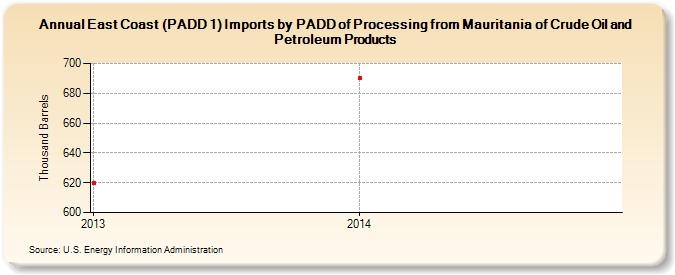 Annual East Coast (PADD 1) Imports by PADD of Processing from Mauritania of Crude Oil and
Petroleum Products
Thousand Barrels
700
680
660
640
620
600
2013
2014
Source: U.S. Energy Information Administration